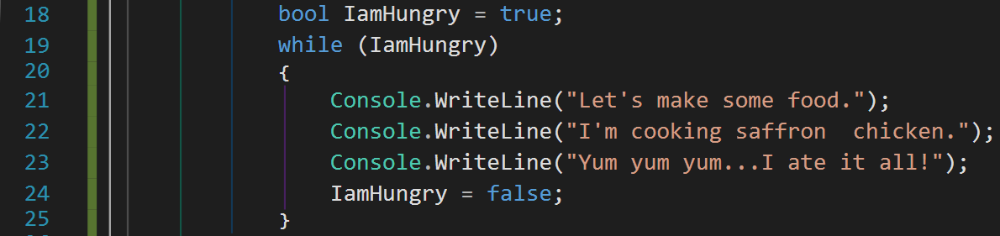 18 bool IamHungry = true;
19 while (IamHungry)
20 {
21 Console.WriteLine("Let's make some food.");
22 Console.WriteLine("I'm cooking saffron  chicken.");
23 Console.WriteLine("Yum yum yum...I ate it all!");
24 IamHungry = false;
25 }